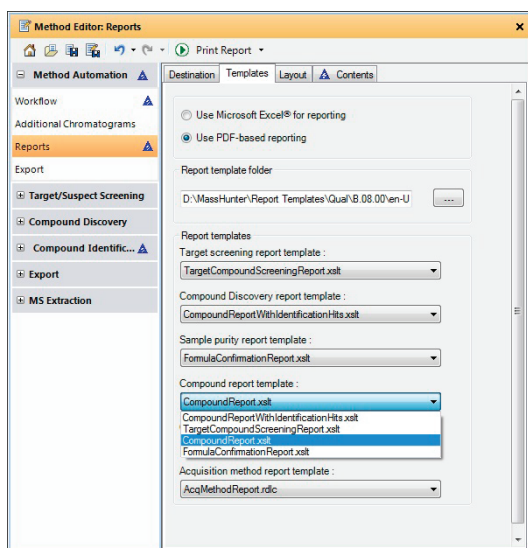 Method Editor: Reports
Print Report
Method Automation
Workflow
Additional Chromatograms
Reports
Export
Target/Suspect Screening
Compound Discovery
Compound Identific...
Export
MS Extraction
Destination Templates Layout Contents
Use Microsoft Excel® for reporting
Use PDF-based reporting
Report template folder
D:\MassHunter\Report Templates\Qual\B.08.00\en-U
...
Report templates
Target screening report template :
TargetCompoundScreeningReport.xslt
Compound Discovery report template :
CompoundReportWithIdentificationHits.xslt
Sample purity report template :
FormulaConfirmationReport.xslt
Compound report template :
CompoundReport.xslt
CompoundReportWithIdentificationHits.xslt
TargetCompoundScreeningReport.xslt
CompoundReport.xslt
FormulaConfirmationReport.xslt
Acquisition method report template :
AcqMethodReport.rdlc